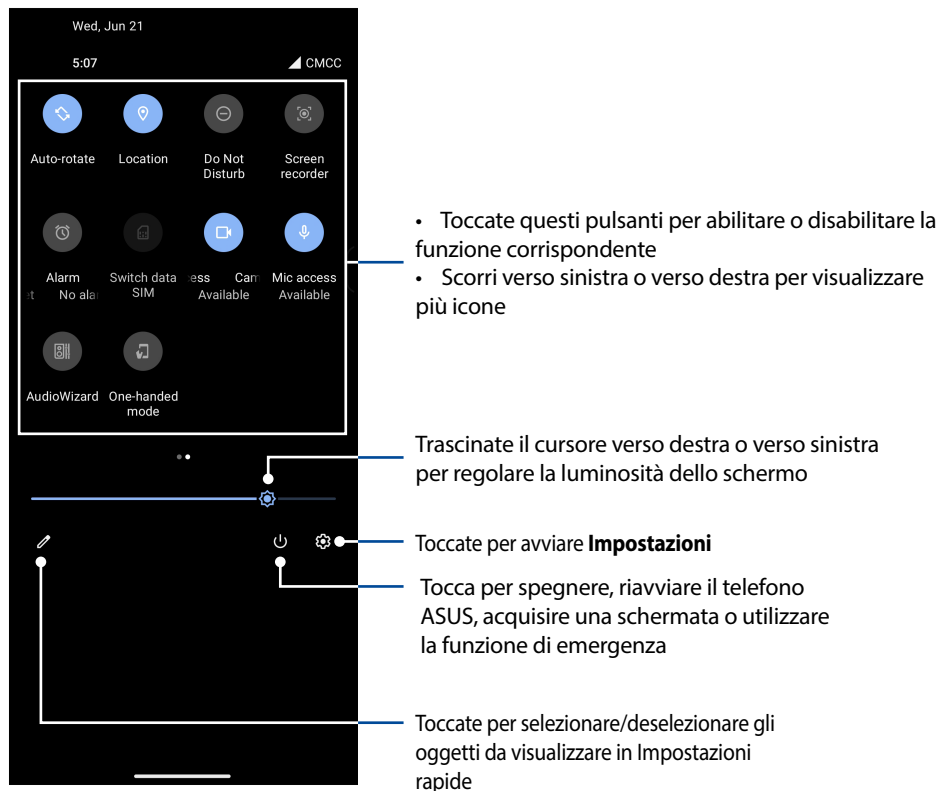 Wed, Jun 21
5:07
CMCC
Auto-rotate
Location
Do Not
Disturb
Screen
recorder
Alarm
No ala
Switch data
SIM
ess Cam
Available
Mic access
Available
AudioWizard
One-handed
mode
• Toccate questi pulsanti per abilitare o disabilitare la
funzione corrispondente
• Scorri verso sinistra o verso destra per visualizzare
più icone
Trascinate il cursore verso destra o verso sinistra
per regolare la luminosità dello schermo
Toccate per avviare Impostazioni
Tocca per spegnere, riavviare il telefono
ASUS, acquisire una schermata o utilizzare
la funzione di emergenza
Toccate per selezionare/deselezionare gli
oggetti da visualizzare in Impostazioni
rapide